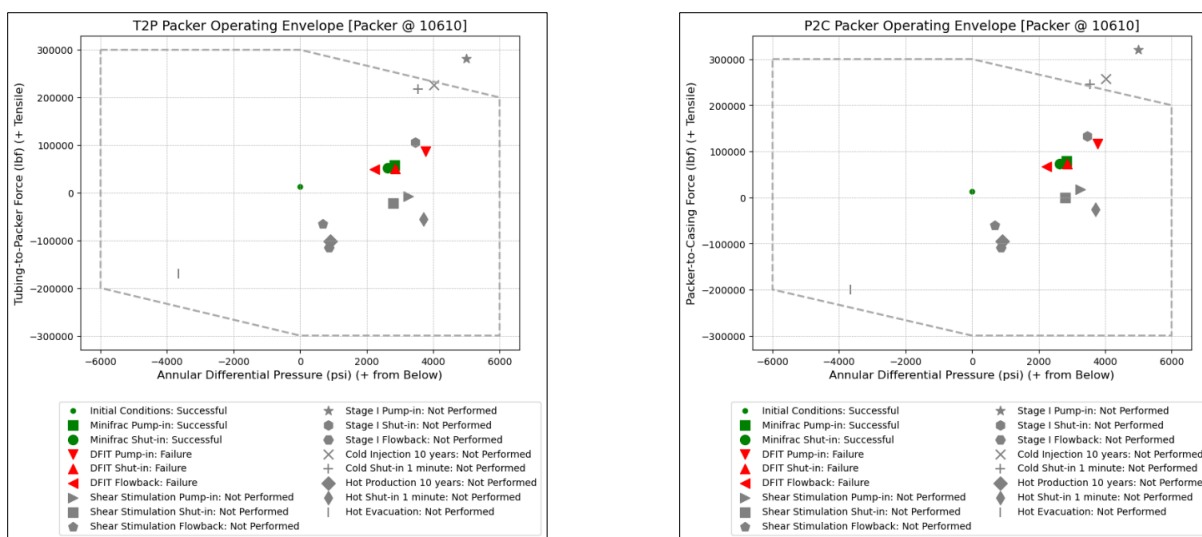 T2P Packer Operating Envelope [Packer @ 10610]
300000
200000
100000
0
−100000
−200000
−300000
Tubing-to-Packer Force (lbf) (+ Tensile)
−6000 −4000 −2000 0 2000 4000 6000
Annular Differential Pressure (psi) (+ from Below)
Initial Conditions: Successful
Minifrac Pump-in: Successful
Minifrac Shut-in: Successful
DFIT Pump-in: Failure
DFIT Shut-in: Failure
DFIT Flowback: Failure
Shear Stimulation Pump-in: Not Performed
Shear Stimulation Shut-in: Not Performed
Shear Stimulation Flowback: Not Performed
Stage I Pump-in: Not Performed
Stage I Shut-in: Not Performed
Stage I Flowback: Not Performed
Cold Injection 10 years: Not Performed
Cold Shut-in 1 minute: Not Performed
Hot Production 10 years: Not Performed
Hot Shut-in 1 minute: Not Performed
Hot Evacuation: Not Performed
P2C Packer Operating Envelope [Packer @ 10610]
300000
200000
100000
0
−100000
−200000
−300000
Packer-to-Casing Force (lbf) (+ Tensile)
−6000 −4000 −2000 0 2000 4000 6000
Annular Differential Pressure (psi) (+ from Below)
Initial Conditions: Successful
Minifrac Pump-in: Successful
Minifrac Shut-in: Successful
DFIT Pump-in: Failure
DFIT Shut-in: Failure
DFIT Flowback: Failure
Shear Stimulation Pump-in: Not Performed
Shear Stimulation Shut-in: Not Performed
Shear Stimulation Flowback: Not Performed
Stage I Pump-in: Not Performed
Stage I Shut-in: Not Performed
Stage I Flowback: Not Performed
Cold Injection 10 years: Not Performed
Cold Shut-in 1 minute: Not Performed
Hot Production 10 years: Not Performed
Hot Shut-in 1 minute: Not Performed
Hot Evacuation: Not Performed